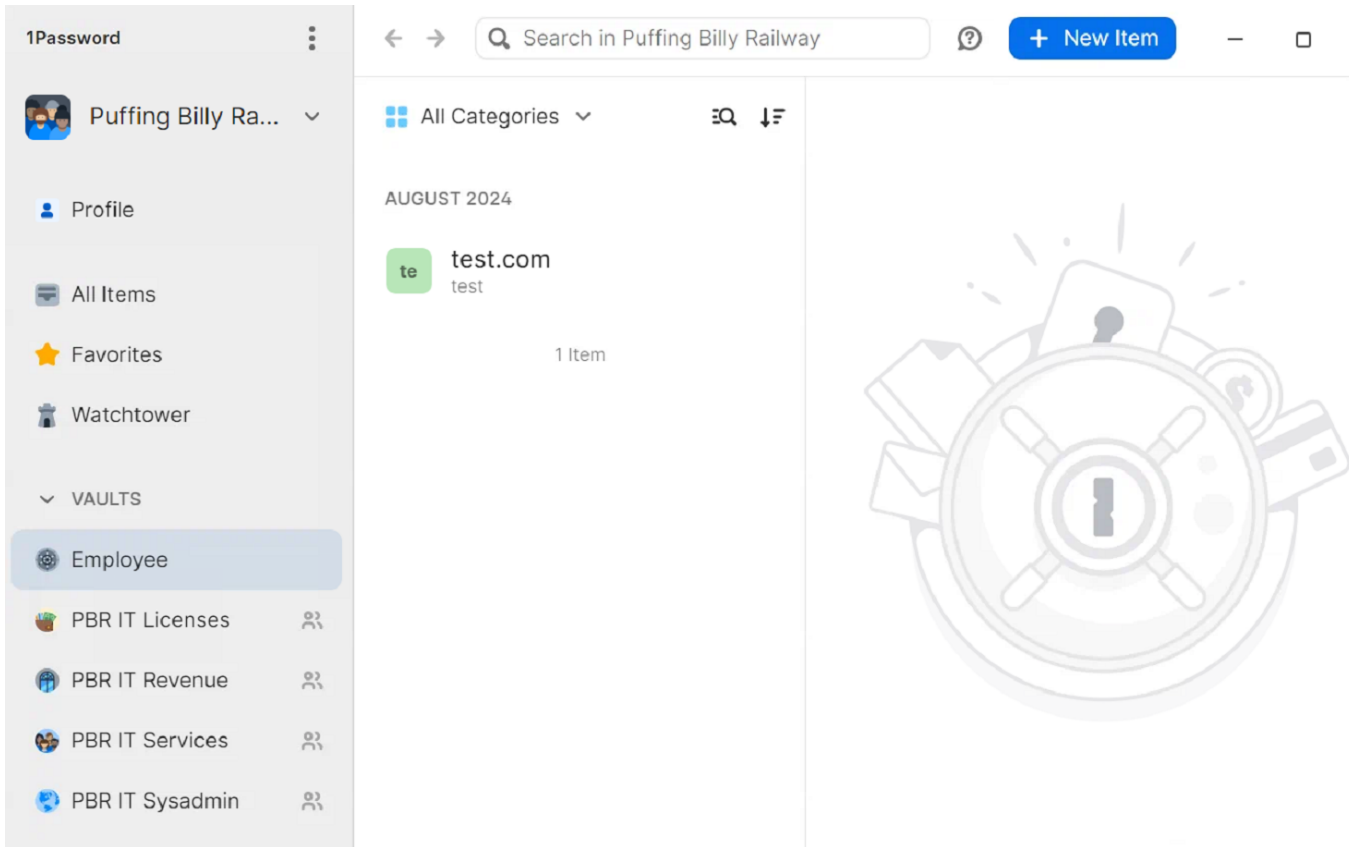 1Password
Search in Puffing Billy Railway
+ New Item
Puffing Billy Ra...
Profile
All Items
Favorites
Watchtower
VAULTS
Employee
PBR IT Licenses
PBR IT Revenue
PBR IT Services
PBR IT Sysadmin
All Categories
AUGUST 2024
te
test.com
test
1 Item